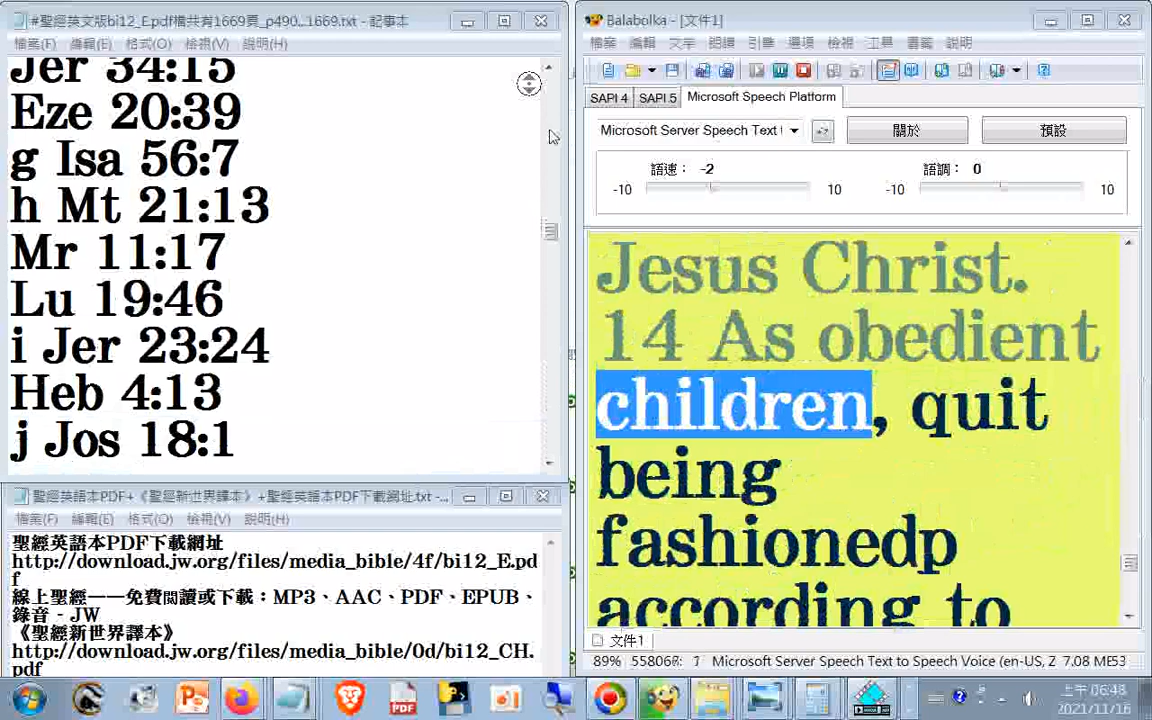 #聖經英文版bi12_E.pdf檔共有1669頁_p490...1669.txt - 記事本
檔案(F) 編輯(E) 格式(O) 檢視(V) 說明(H)
Jer 34:15
Eze 20:39
g Isa 56:7
h Mt 21:13
Mr 11:17
Lu 19:46
i Jer 23:24
Heb 4:13
j Jos 18:1
聖經英語本PDF+《聖經新世界譯本》+聖經英語本PDF下載網址.txt - ...
檔案(F) 編輯(E) 格式(O) 檢視(V) 說明(H)
聖經英語本PDF下載網址
http://download.jw.org/files/media_bible/4f/bi12_E.pd
f
線上聖經——免費閱讀或下載：MP3、AAC、PDF、EPUB、
錄音 - JW
《聖經新世界譯本》
http://download.jw.org/files/media_bible/0d/bi12_CH.
pdf
Balabolka - [文件1]
檔案 編輯 文字 朗讀 引擎 選項 檢視 工具 書籤 說明
SAPI 4 SAPI 5 Microsoft Speech Platform
Microsoft Server Speech Text 關於 預設
語速： -2 語調： 0
-10 10 -10 10
Jesus Christ.
14 As obedient
children, quit
being
fashionedp
according to
文件1
89% Microsoft Server Speech Text to Speech Voice (en-US, Z 7.08 ME53
PDF
上午 06:48
2021/11/16